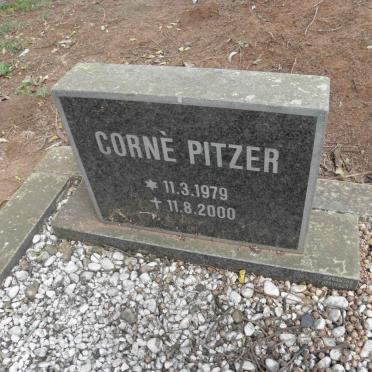 CORNÈ PITZER
* 11.3.1979
✝ 11.8.2000